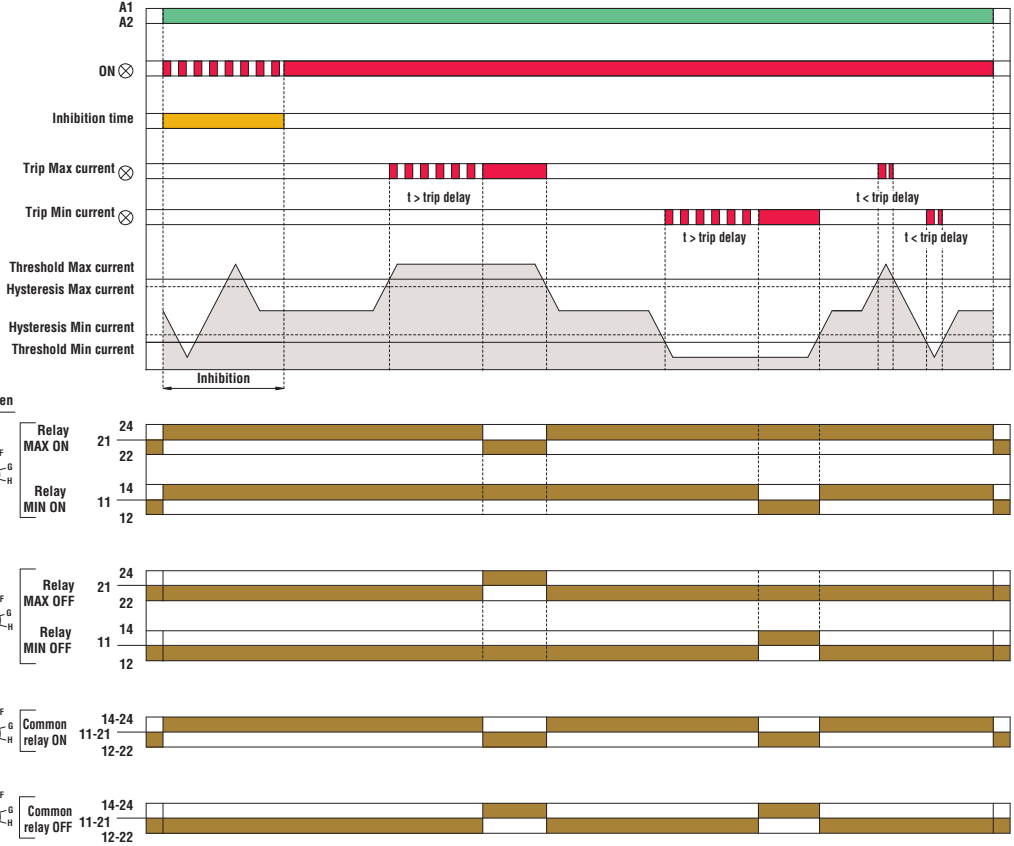 A1
A2
ON
Inhibition time
Trip Max current
t > trip delay
t < trip delay
Trip Min current
t > trip delay
t < trip delay
Threshold Max current
Hysteresis Max current
Hysteresis Min current
Threshold Min current
Inhibition
en
F
G
H
Relay
MAX ON
24
21
22
Relay
MIN ON
14
11
12
F
G
H
Relay
MAX OFF
24
21
22
Relay
MIN OFF
14
11
12
F
G
H
Common
relay ON
14-24
11-21
12-22
F
G
H
Common
relay OFF
14-24
11-21
12-22